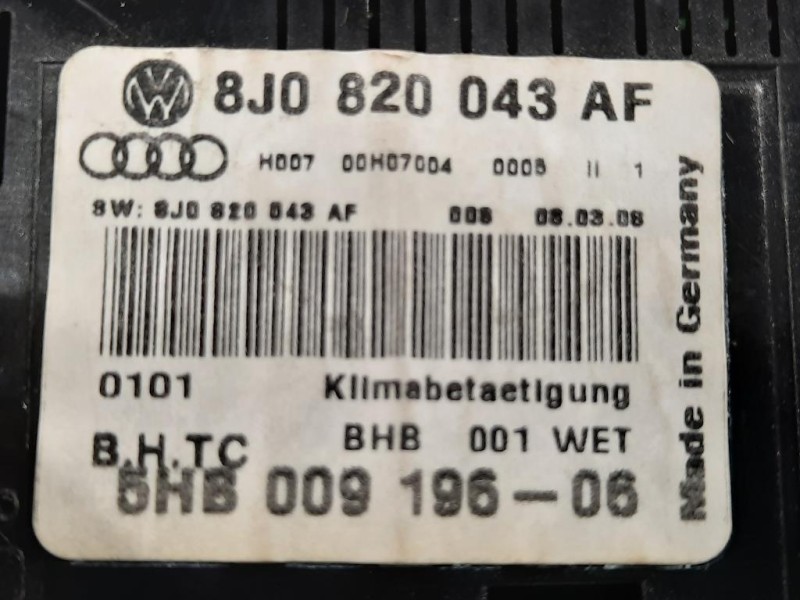 8J0 820 043 AF
H007 00H07004 0005 II 1
SW: 8J0 820 043 AF 008 05.03.08
0101 Klimabetaetigung
B.H.TC BHB 001 WET
5HB 009 196-06
Made in Germany